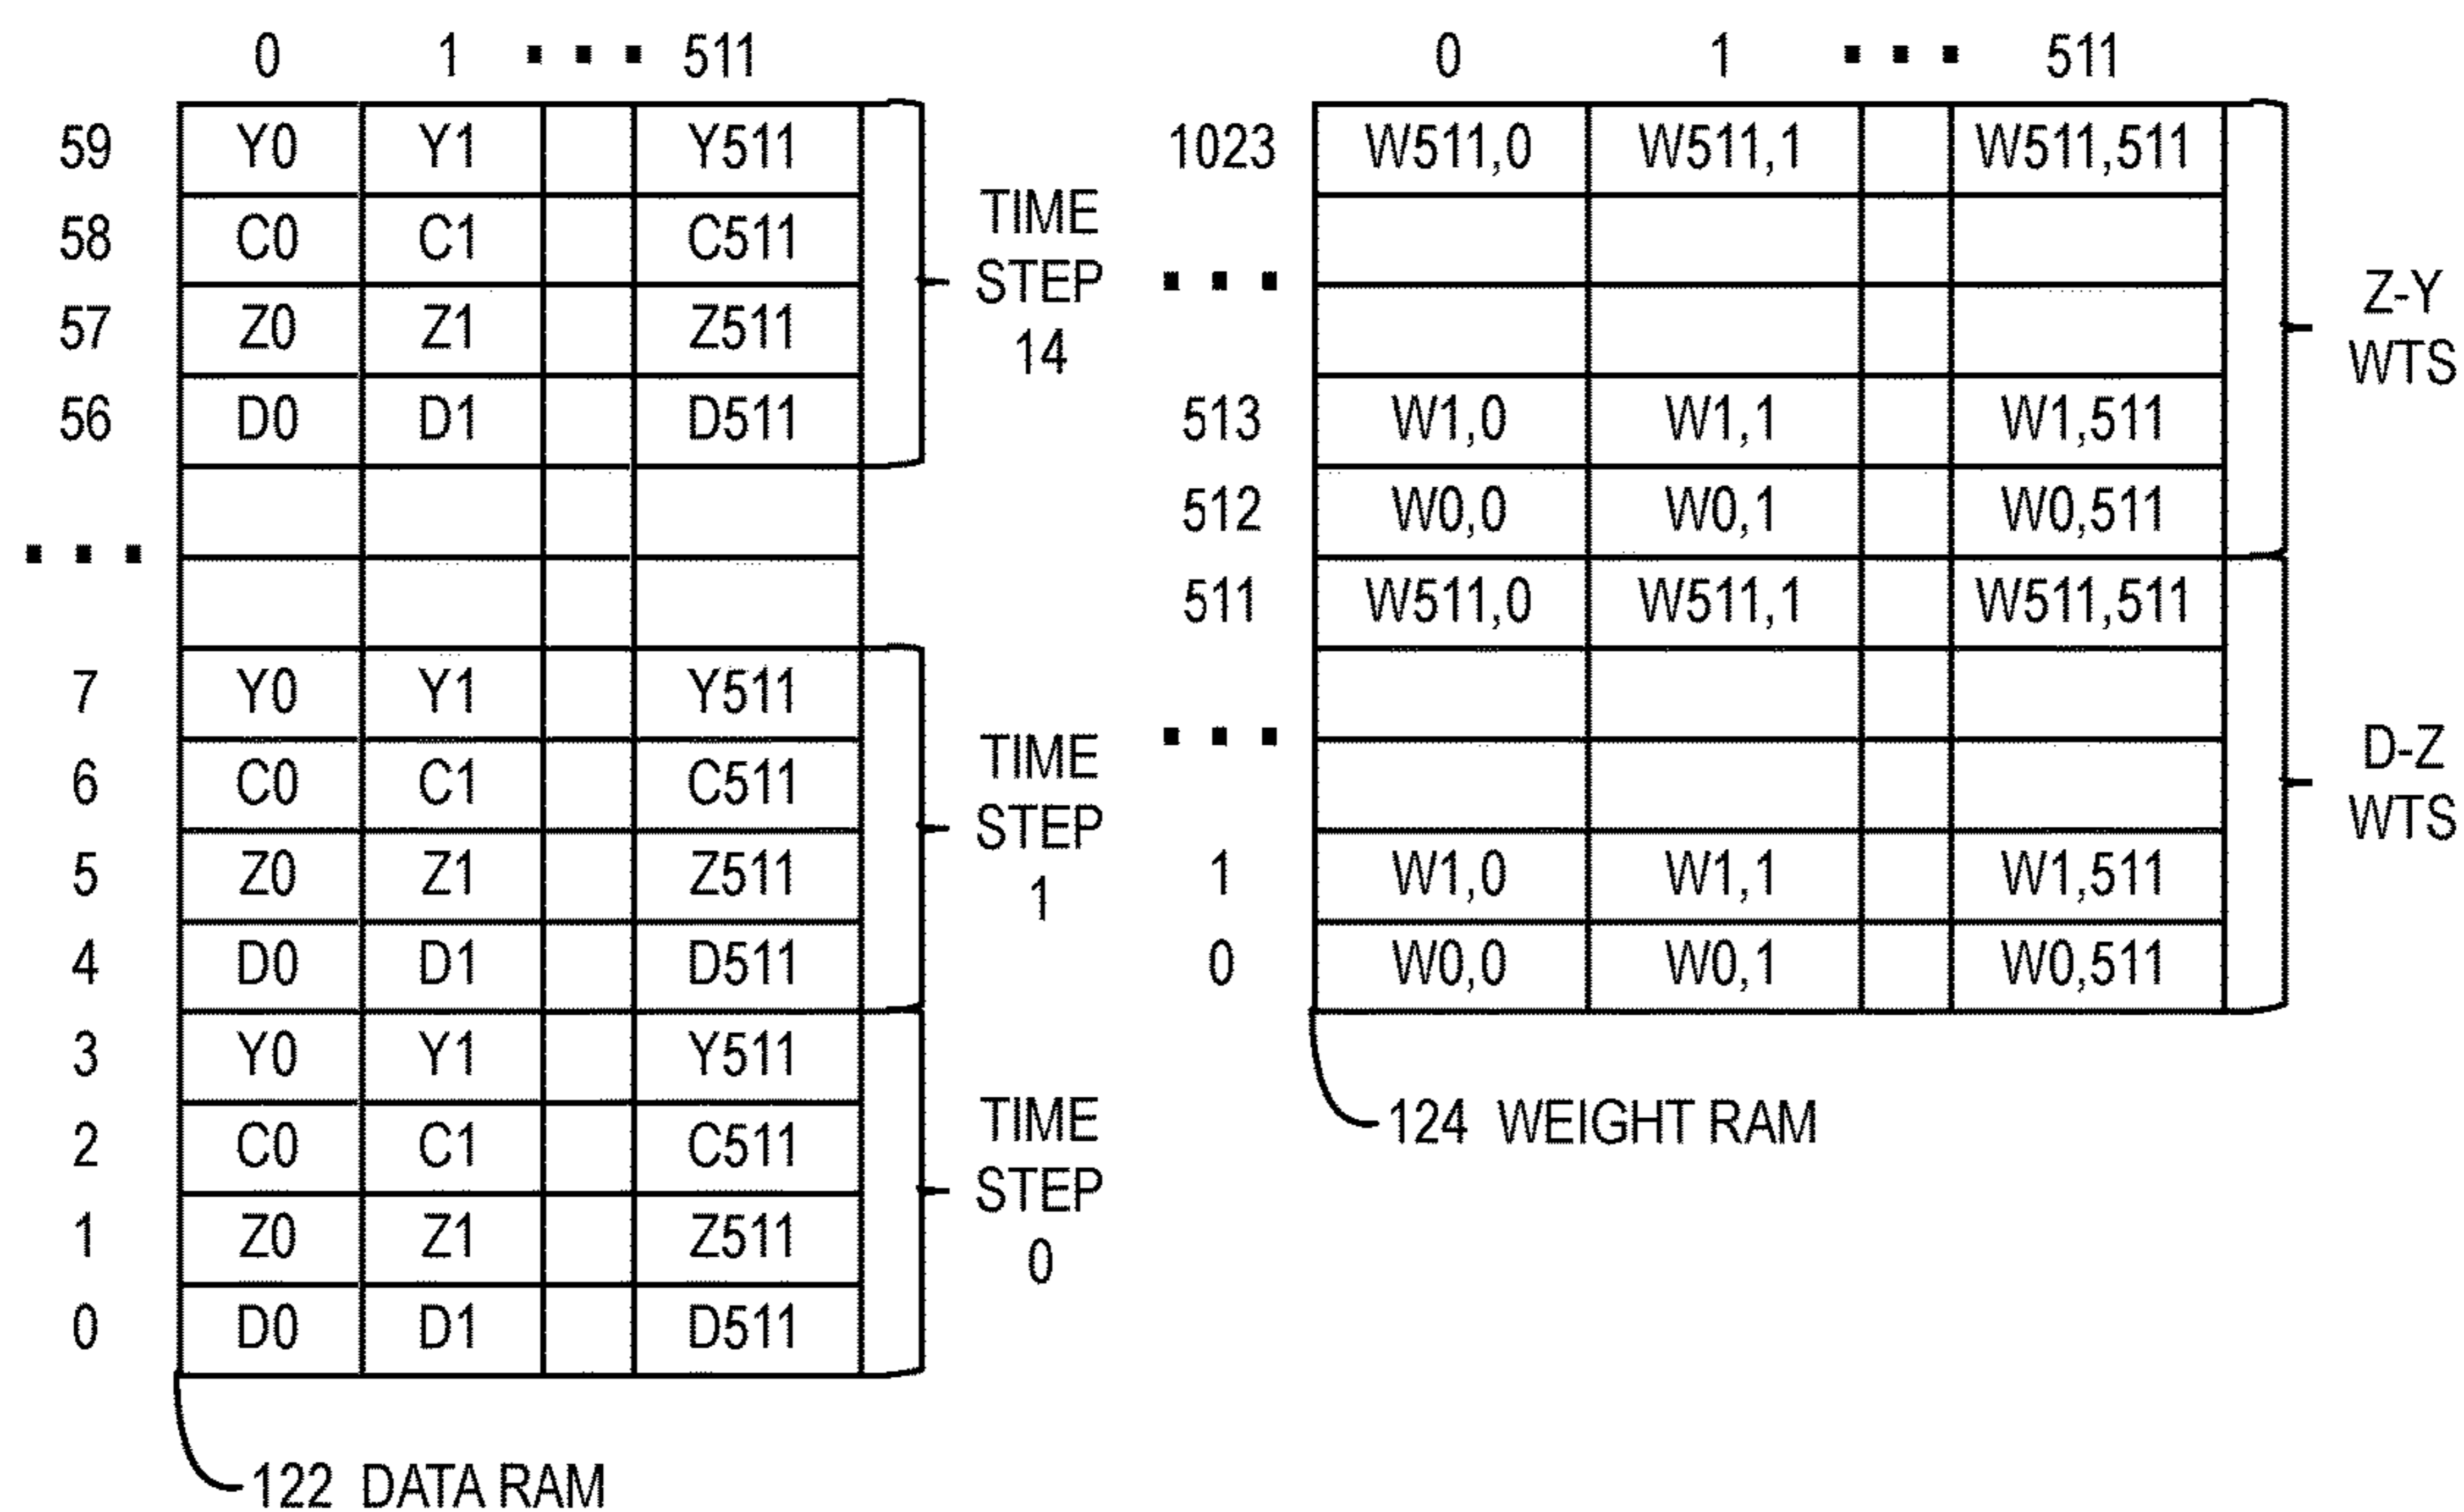 0 1 ... 511
59 Y0 Y1 Y511
58 C0 C1 C511
57 Z0 Z1 Z511
56 D0 D1 D511
...
7 Y0 Y1 Y511
6 C0 C1 C511
5 Z0 Z1 Z511
4 D0 D1 D511
3 Y0 Y1 Y511
2 C0 C1 C511
1 Z0 Z1 Z511
0 D0 D1 D511
TIME
STEP
14
TIME
STEP
1
TIME
STEP
0
122 DATA RAM
0 1 ... 511
1023 W511,0 W511,1 W511,511
...
513 W1,0 W1,1 W1,511
512 W0,0 W0,1 W0,511
511 W511,0 W511,1 W511,511
...
1 W1,0 W1,1 W1,511
0 W0,0 W0,1 W0,511
Z-Y
WTS
D-Z
WTS
124 WEIGHT RAM